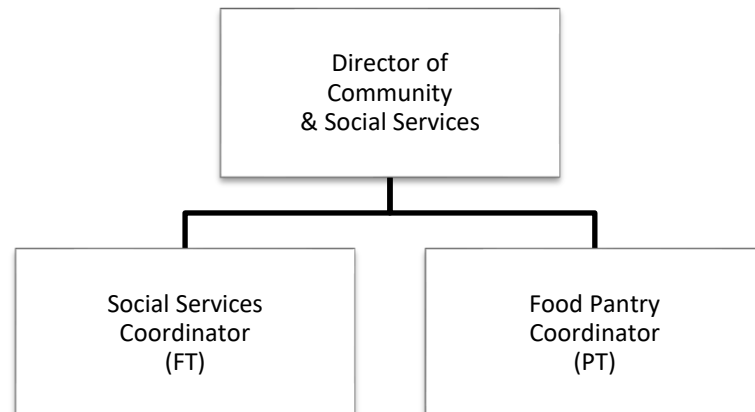 Director of
Community
& Social Services
Social Services
Coordinator
(FT)
Food Pantry
Coordinator
(PT)